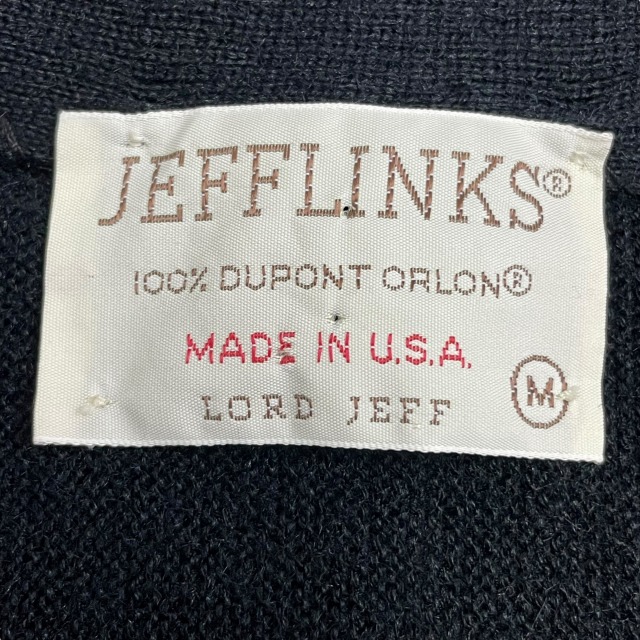 JEFFLINKS®
100% DUPONT ORLON®
MADE IN U.S.A.
LORD JEFF
M